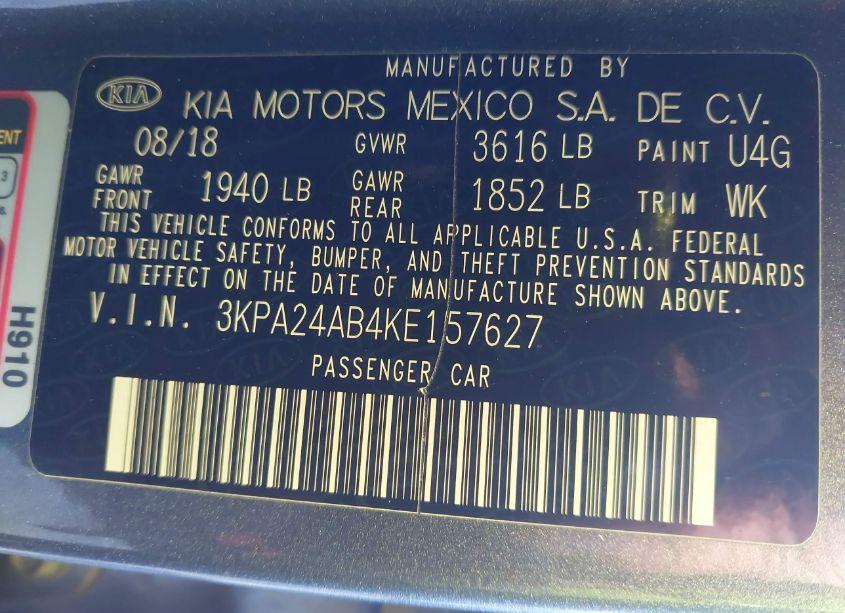 MANUFACTURED BY
KIA KIA MOTORS MEXICO S.A. DE C.V.
08/18 GVWR 3616 LB PAINT U4G
GAWR FRONT 1940 LB GAWR REAR 1852 LB TRIM WK
THIS VEHICLE CONFORMS TO ALL APPLICABLE U.S.A. FEDERAL
MOTOR VEHICLE SAFETY, BUMPER, AND THEFT PREVENTION STANDARDS
IN EFFECT ON THE DATE OF MANUFACTURE SHOWN ABOVE.
V.I.N. 3KPA24AB4KE157627
PASSENGER CAR
H910